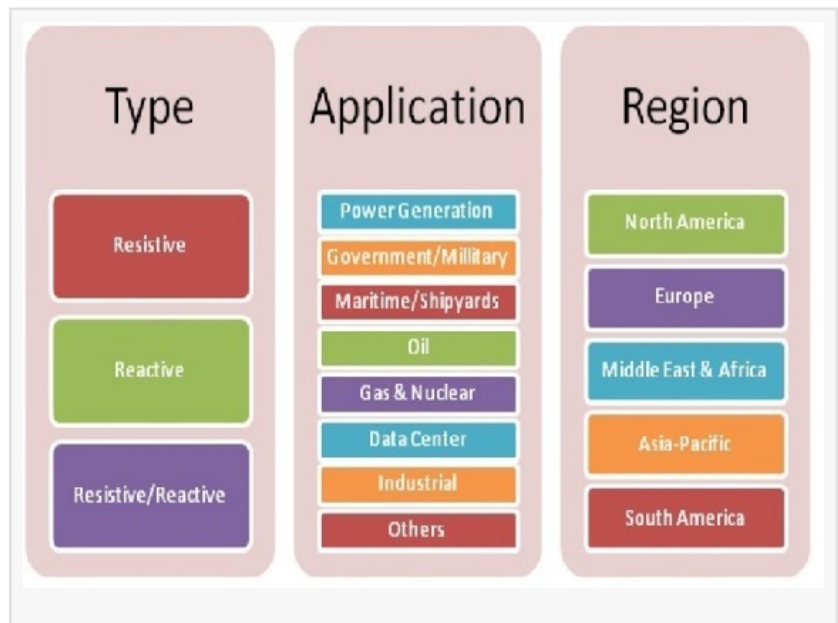 Type
Resistive
Reactive
Resistive/Reactive
Application
Power Generation
Government/Millitary
Maritime/Shipyards
Oil
Gas & Nuclear
Data Center
Industrial
Others
Region
North America
Europe
Middle East & Africa
Asia-Pacific
South America